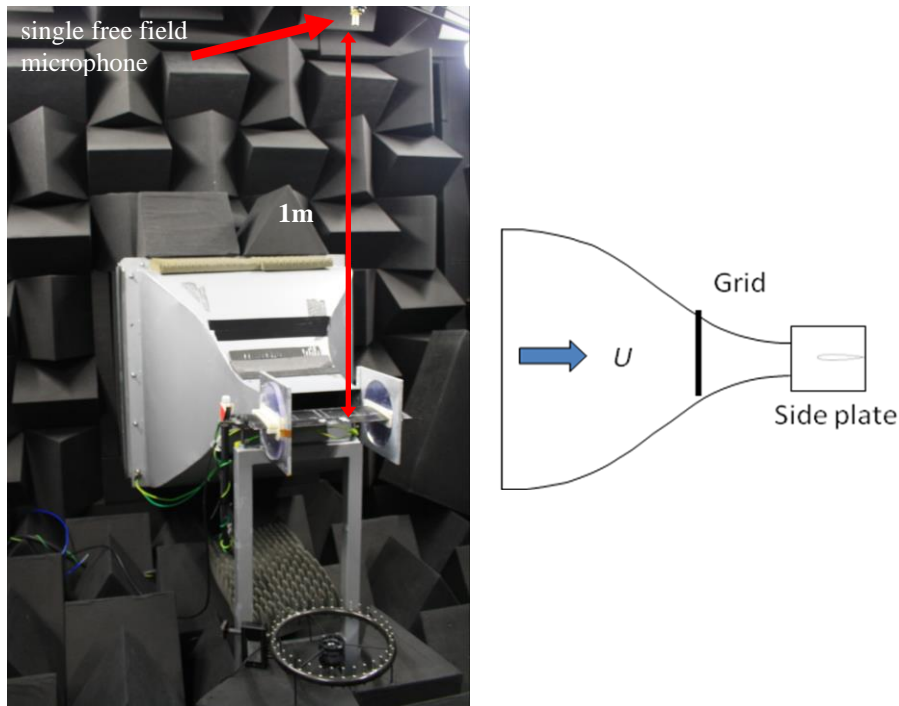 single free field
microphone
1m
Grid
U
Side plate